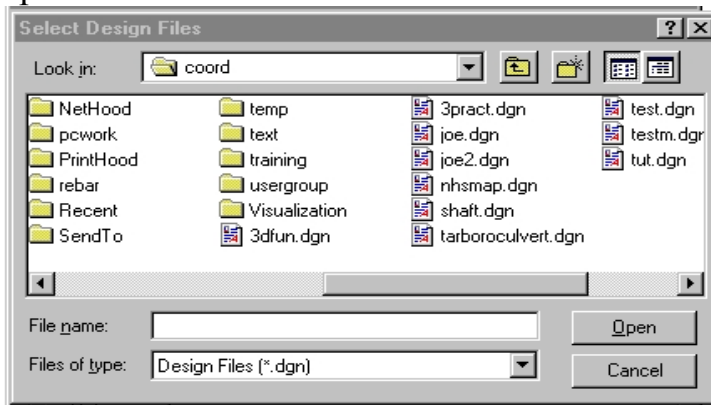 Select Design Files
Look in: coord
NetHood temp 3pract.dgn test.dgn
pcwork text joe.dgn testm.dgr
PrintHood training joe2.dgn tut.dgn
rebar usergroup nhsmap.dgn
Recent Visualization shaft.dgn
SendTo 3dfun.dgn tarboroculvert.dgn
File name: Open
Files of type: Design Files (*.dgn) Cancel